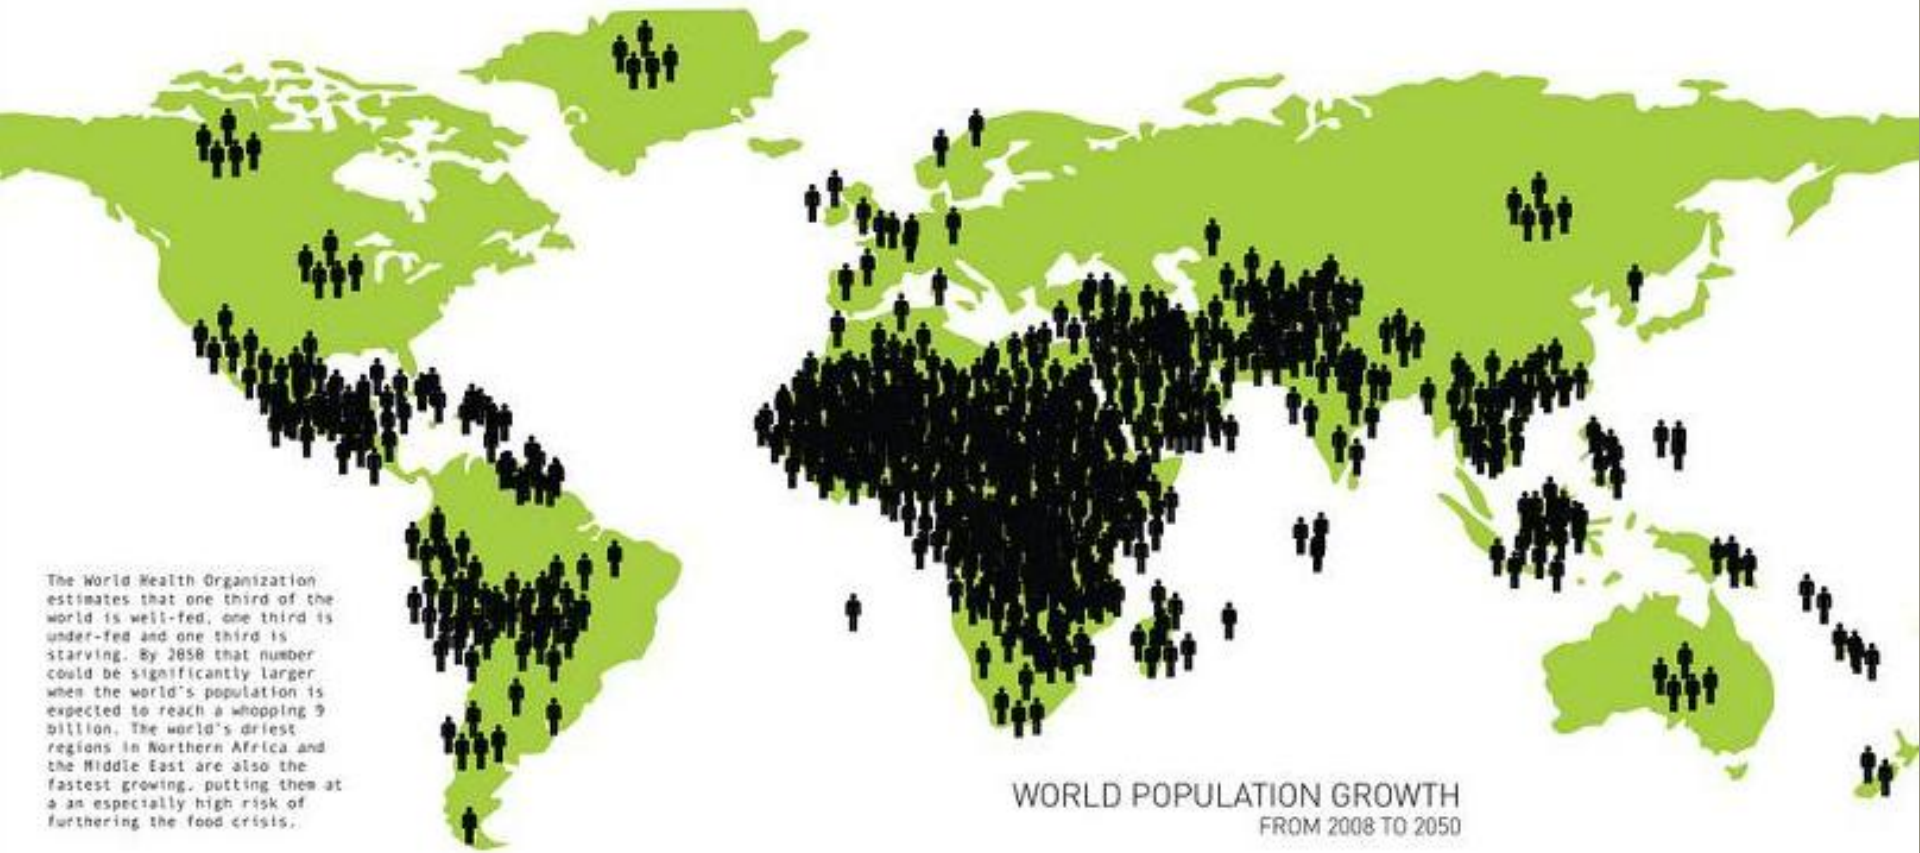 The World Health Organization
estimates that one third of the
world is well-fed, one third is
under-fed and one third is
starving. By 2050 that number
could be significantly larger
when the world's population is
expected to reach a whopping 9
billion. The world's driest
regions in Northern Africa and
the Middle East are also the
fastest growing, putting them at
a an especially high risk of
furthering the food crisis.
WORLD POPULATION GROWTH
FROM 2008 TO 2050